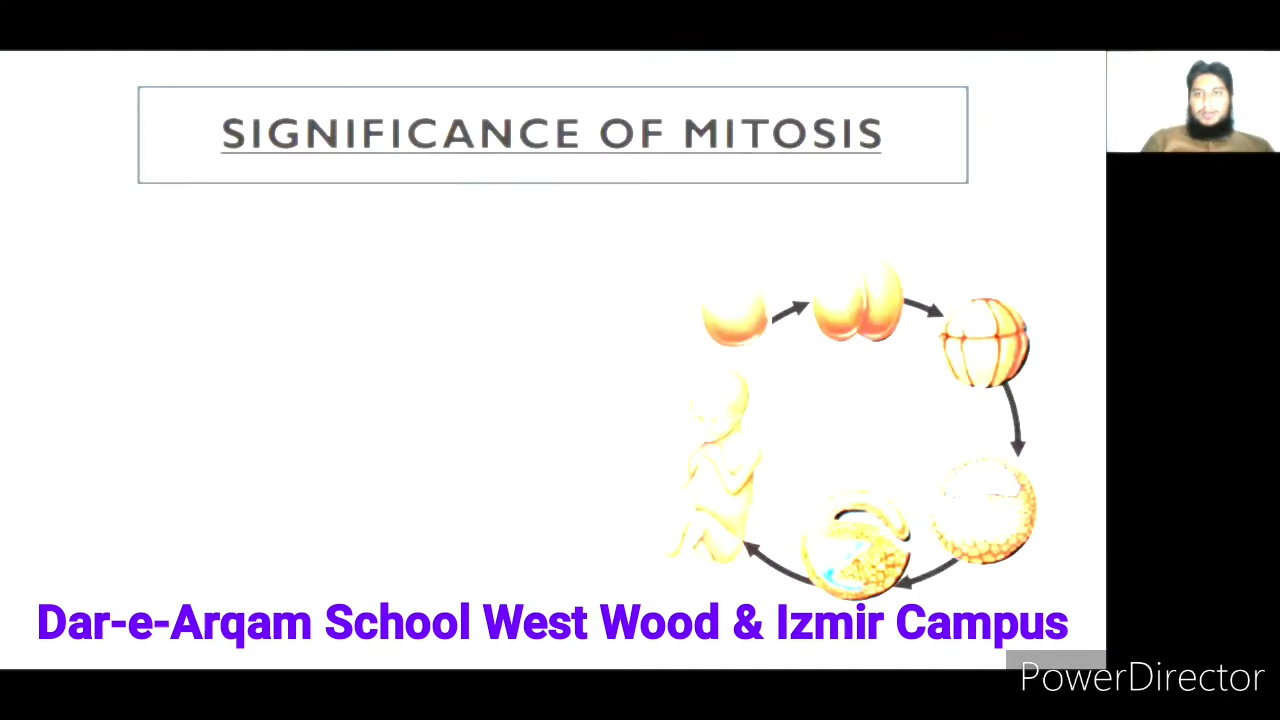 SIGNIFICANCE OF MITOSIS
Dar-e-Arqam School West Wood & Izmir Campus
PowerDirector